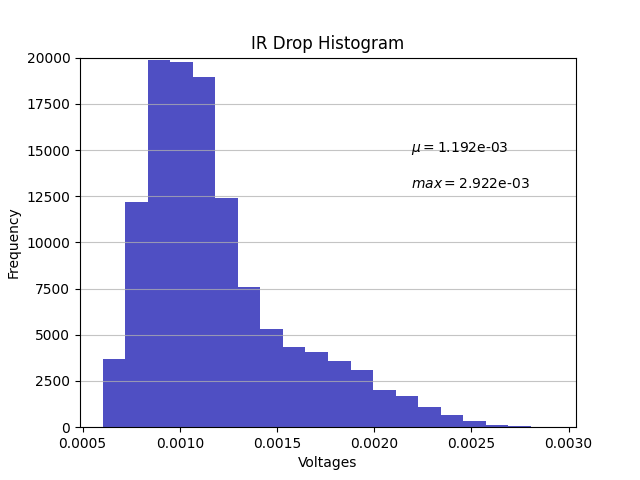 IR Drop Histogram
20000
17500
15000
12500
10000
7500
5000
2500
0
Frequency
μ = 1.192e-03
max = 2.922e-03
0.0005 0.0010 0.0015 0.0020 0.0025 0.0030
Voltages